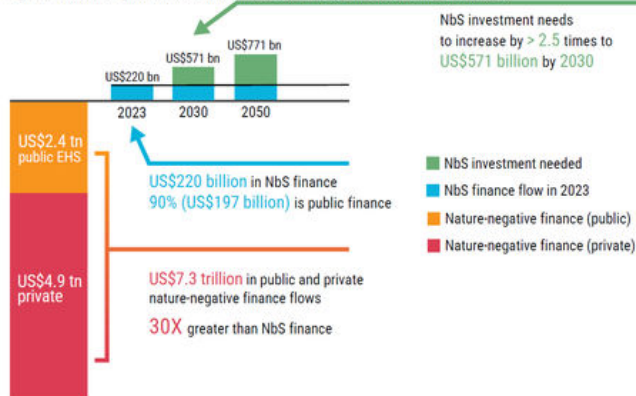 NbS investment needs
to increase by > 2.5 times to
US$571 billion by 2030
US$220 bn
US$571 bn
US$771 bn
2023
2030
2050
US$2.4 tn
public EHS
US$4.9 tn
private
US$220 billion in NbS finance
90% (US$197 billion) is public finance
US$7.3 trillion in public and private
nature-negative finance flows
30X greater than NbS finance
NbS investment needed
NbS finance flow in 2023
Nature-negative finance (public)
Nature-negative finance (private)